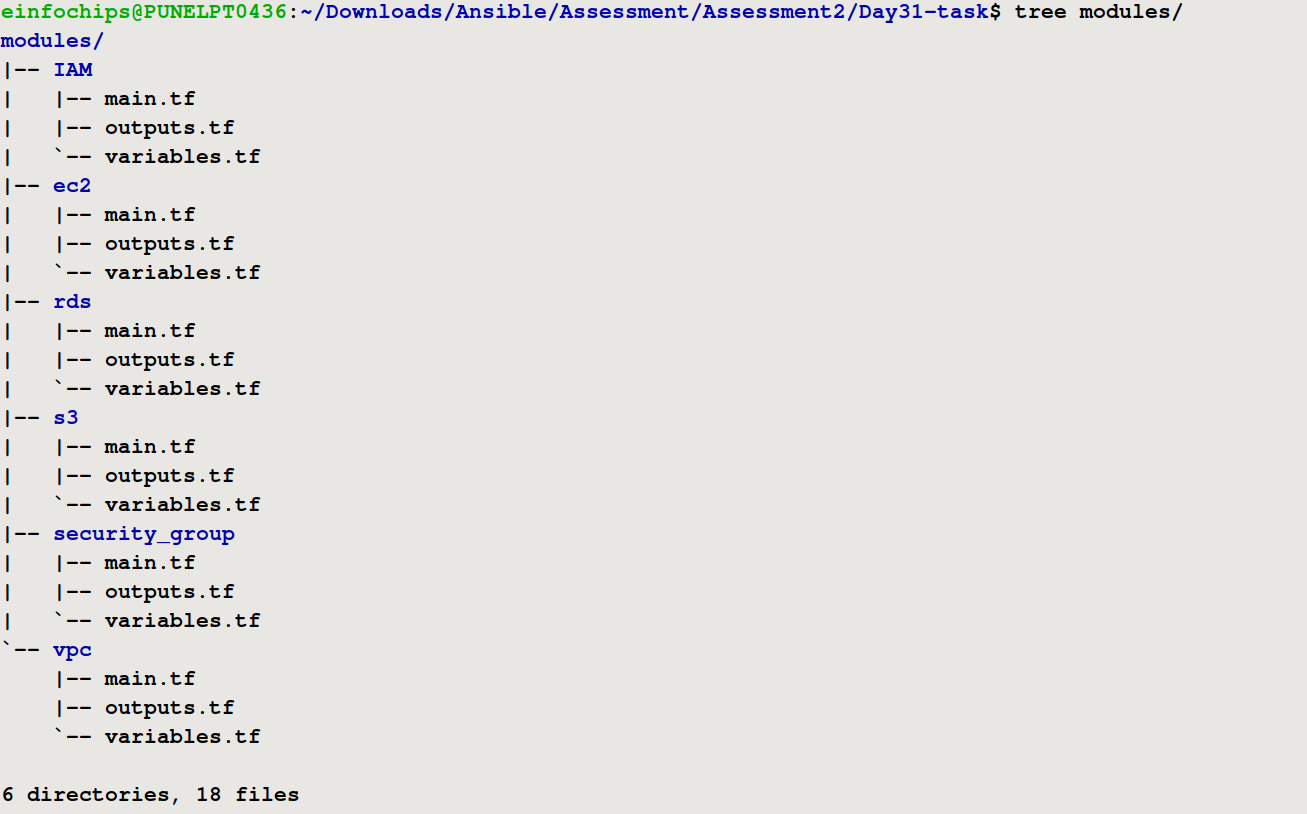 einfochips@PUNELPT0436:~/Downloads/Ansible/Assessment/Assessment2/Day31-task$ tree modules/
modules/
|-- IAM
|   |-- main.tf
|   |-- outputs.tf
|   `-- variables.tf
|-- ec2
|   |-- main.tf
|   |-- outputs.tf
|   `-- variables.tf
|-- rds
|   |-- main.tf
|   |-- outputs.tf
|   `-- variables.tf
|-- s3
|   |-- main.tf
|   |-- outputs.tf
|   `-- variables.tf
|-- security_group
|   |-- main.tf
|   |-- outputs.tf
|   `-- variables.tf
`-- vpc
    |-- main.tf
    |-- outputs.tf
    `-- variables.tf

6 directories, 18 files